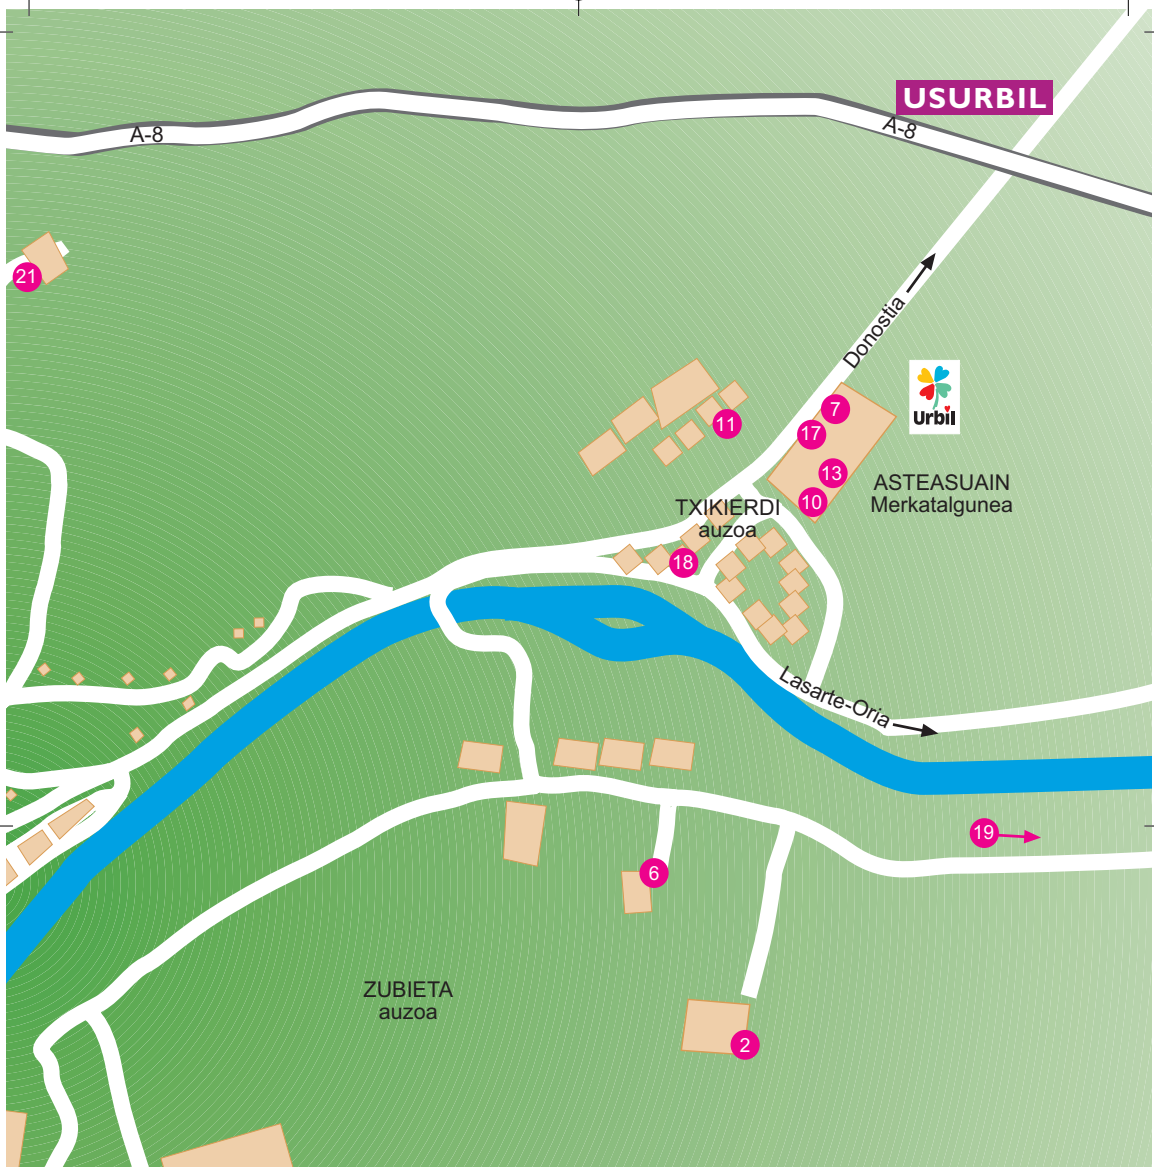 USURBIL
A-8
A-8
21
Donostia
Urbil
7
11
17
13
ASTEASUAIN
Merkatalgunea
10
TXIKIERDI
auzoa
18
Lasarte-Oria
19
6
ZUBIETA
auzoa
2